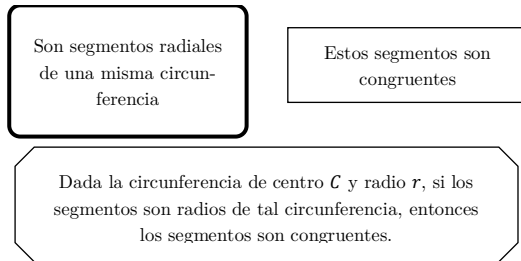 Son segmentos radiales
de una misma circun-
ferencia
Estos segmentos son
congruentes
Dada la circunferencia de centro C y radio r, si los
segmentos son radios de tal circunferencia, entonces
los segmentos son congruentes.